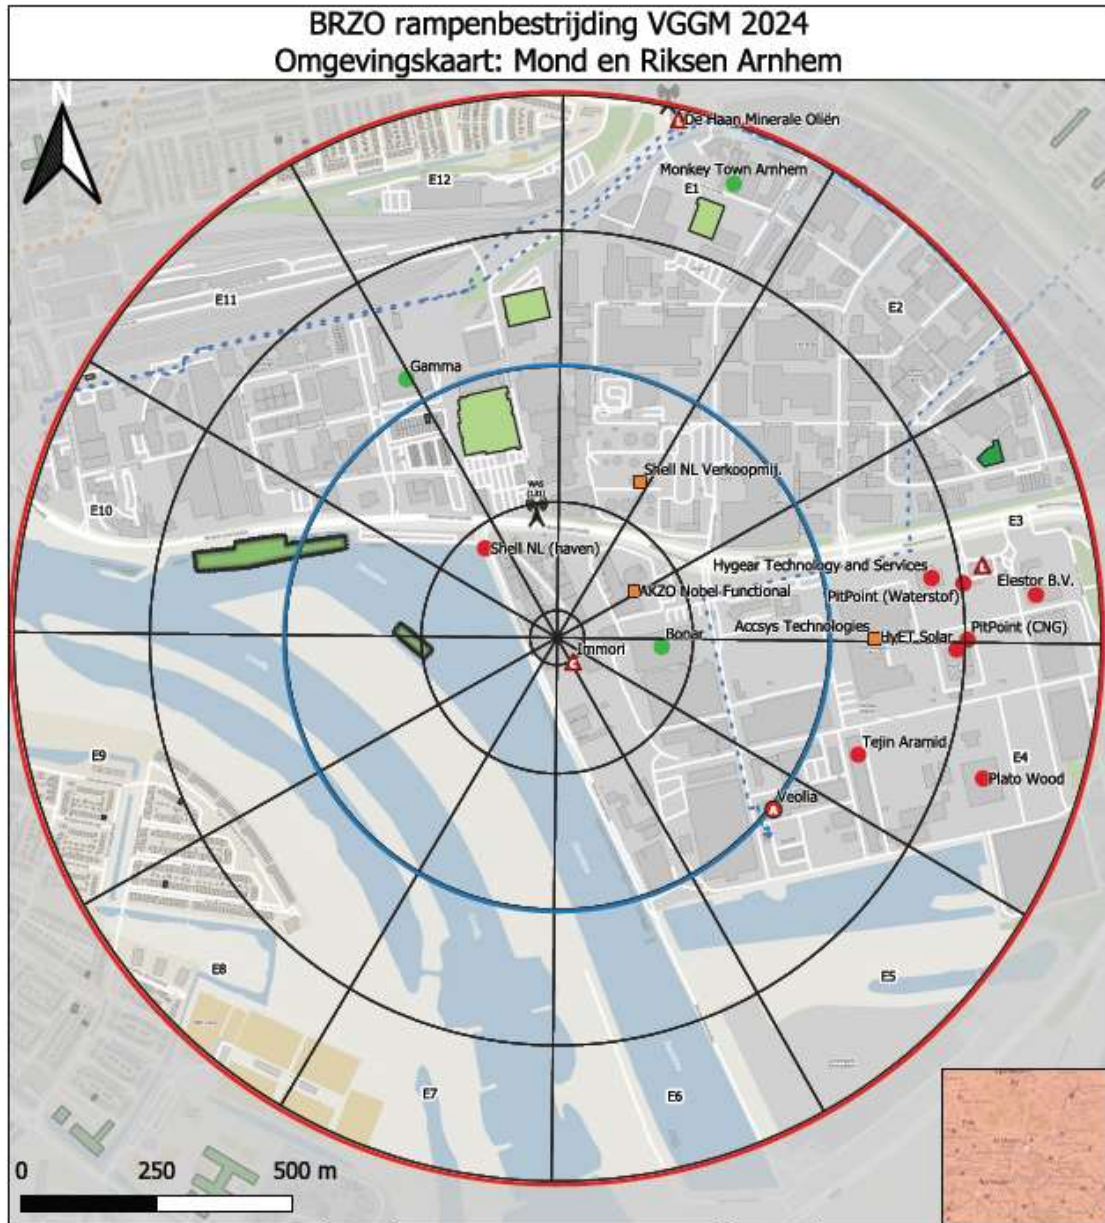 BRZO rampenbestrijding VGGM 2024
Omgevingskaart: Mond en Riksen Arnhem
N
De Haan Minerale Oliën
Monkey Town Arnhem
E12
E1
E11
E2
Gamma
Shell NL Verkoopmij.
WAS
E10
E3
Shell NL (haven)
Hygear Technology and Services
Elestor B.V.
AKZO Nobel Functional
PitPoint (Waterstof)
Accsys Technologies
PitPoint (CNG)
Bonar
HyET Solar
Immori
Tejin Aramid
E9
E4
Plato Wood
Veolia
E8
E5
E7
E6
0 250 500 m